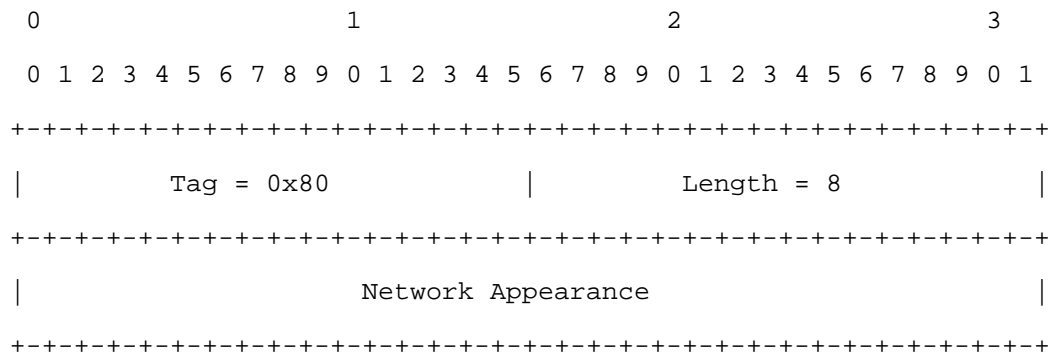 0                   1                   2                   3
 0 1 2 3 4 5 6 7 8 9 0 1 2 3 4 5 6 7 8 9 0 1 2 3 4 5 6 7 8 9 0 1
+-+-+-+-+-+-+-+-+-+-+-+-+-+-+-+-+-+-+-+-+-+-+-+-+-+-+-+-+-+-+-+-+
|         Tag = 0x80            |         Length = 8            |
+-+-+-+-+-+-+-+-+-+-+-+-+-+-+-+-+-+-+-+-+-+-+-+-+-+-+-+-+-+-+-+-+
|                     Network Appearance                        |
+-+-+-+-+-+-+-+-+-+-+-+-+-+-+-+-+-+-+-+-+-+-+-+-+-+-+-+-+-+-+-+-+